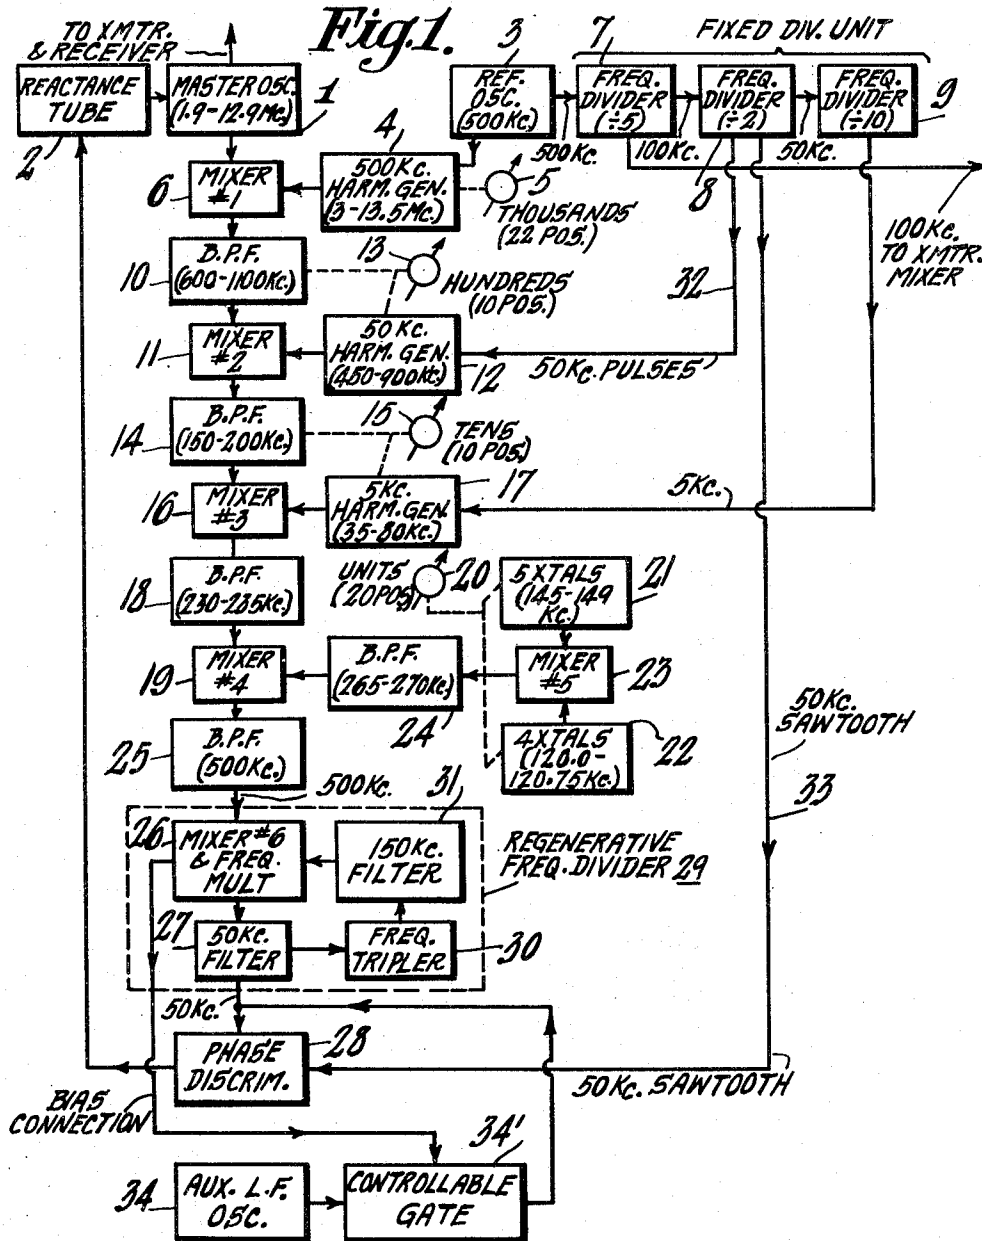 Fig.1.
TO XMTR.
& RECEIVER
REACTANCE
TUBE
2
MASTER OSC.
(1.9-12.9MC.)
1
3
REF.
OSC.
(500KC.)
FIXED DIV. UNIT
7
FREQ.
DIVIDER
(÷5)
FREQ.
DIVIDER
(÷2)
8
FREQ.
DIVIDER
(÷10)
9
500KC.
100KC.
50KC.
100KC.
TO XMTR.
MIXER
4
500KC.
HARM. GEN.
(3-13.5MC.)
5
THOUSANDS
(22 POS.)
6
MIXER
#1
10
B.P.F.
(600-1100KC.)
13
HUNDREDS
(10 POS.)
11
MIXER
#2
50KC.
HARM. GEN.
(450-900KC.)
12
50KC. PULSES
32
14
B.P.F.
(150-200KC.)
15
TENS
(10 POS.)
16
MIXER
#3
5KC.
HARM. GEN.
(35-80KC.)
17
5KC.
18
B.P.F.
(230-235KC.)
UNITS
(20 POS)
20
5 XTALS
(145-149
KC.)
21
19
MIXER
#4
B.P.F.
(265-270KC.)
24
MIXER
#5
23
4 XTALS
(120.0-
120.75KC.)
22
50KC.
SAWTOOTH
33
25
B.P.F.
(500KC.)
500KC.
26
MIXER #6
& FREQ.
MULT
31
150KC.
FILTER
REGENERATIVE
FREQ. DIVIDER 29
27
50KC.
FILTER
FREQ.
TRIPLER
30
50KC.
PHASE
DISCRIM.
28
50KC. SAWTOOTH
BIAS
CONNECTION
34
AUX. L.F.
OSC.
CONTROLLABLE
GATE
34'